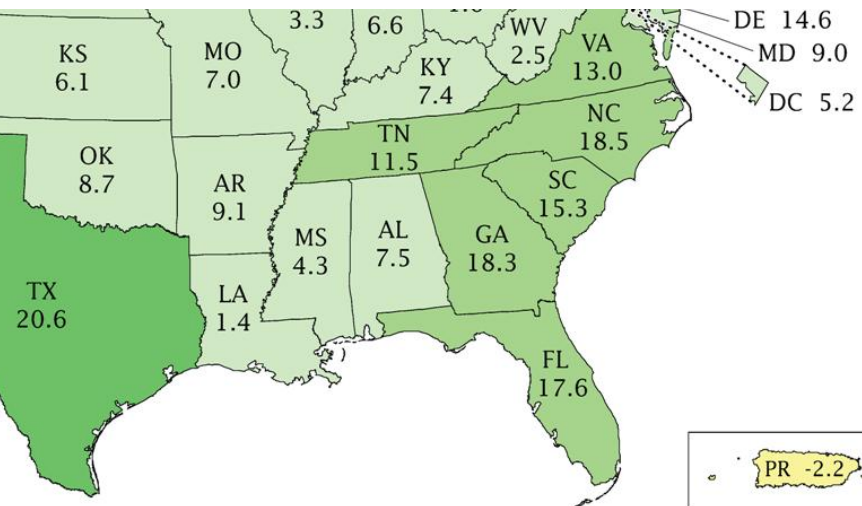 3.3
6.6
WV
2.5
DE 14.6
MD 9.0
DC 5.2
KS
6.1
MO
7.0
KY
7.4
VA
13.0
NC
18.5
TN
11.5
OK
8.7
AR
9.1
SC
15.3
MS
4.3
AL
7.5
GA
18.3
TX
20.6
LA
1.4
FL
17.6
PR -2.2